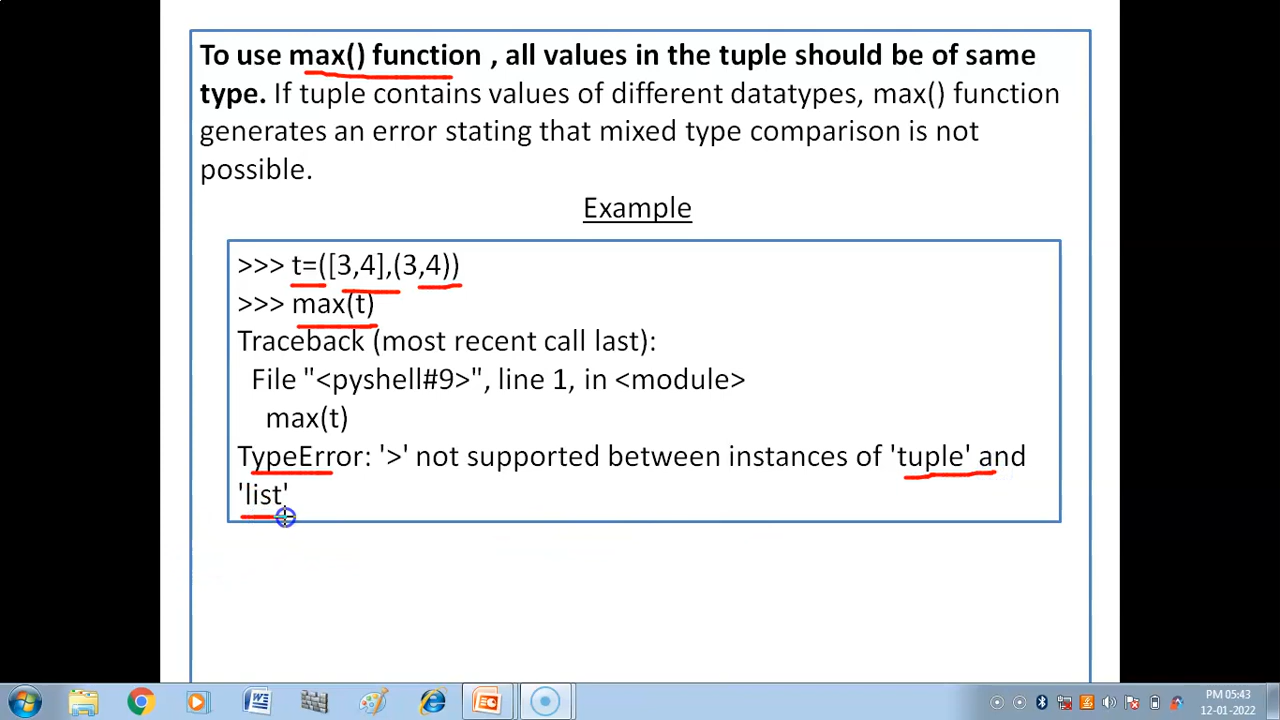 To use max() function , all values in the tuple should be of same
type. If tuple contains values of different datatypes, max() function
generates an error stating that mixed type comparison is not
possible.
Example
>>> t=([3,4],(3,4))
>>> max(t)
Traceback (most recent call last):
File "<pyshell#9>", line 1, in <module>
max(t)
TypeError: '>' not supported between instances of 'tuple' and
'list'
PM 05:43
12-01-2022